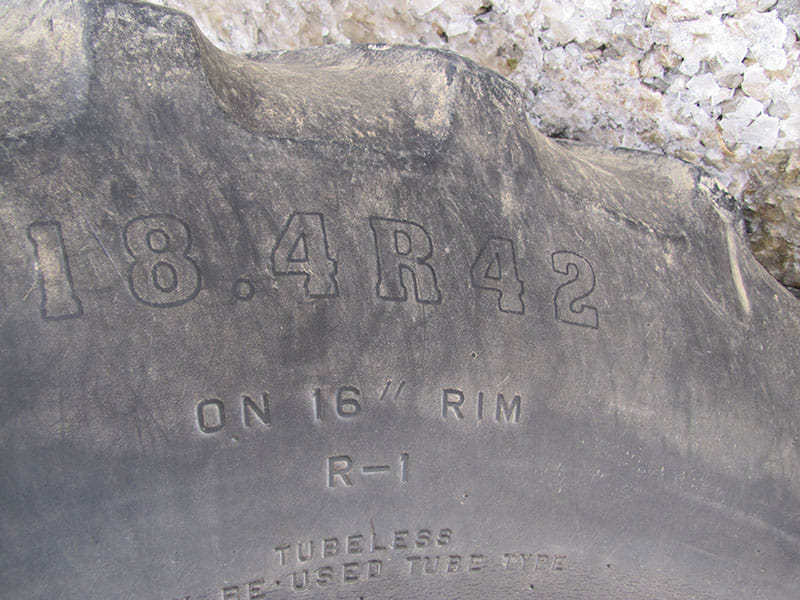 18.4R42
ON 16" RIM
R-1
TUBELESS
BE USED TUBE TYPE